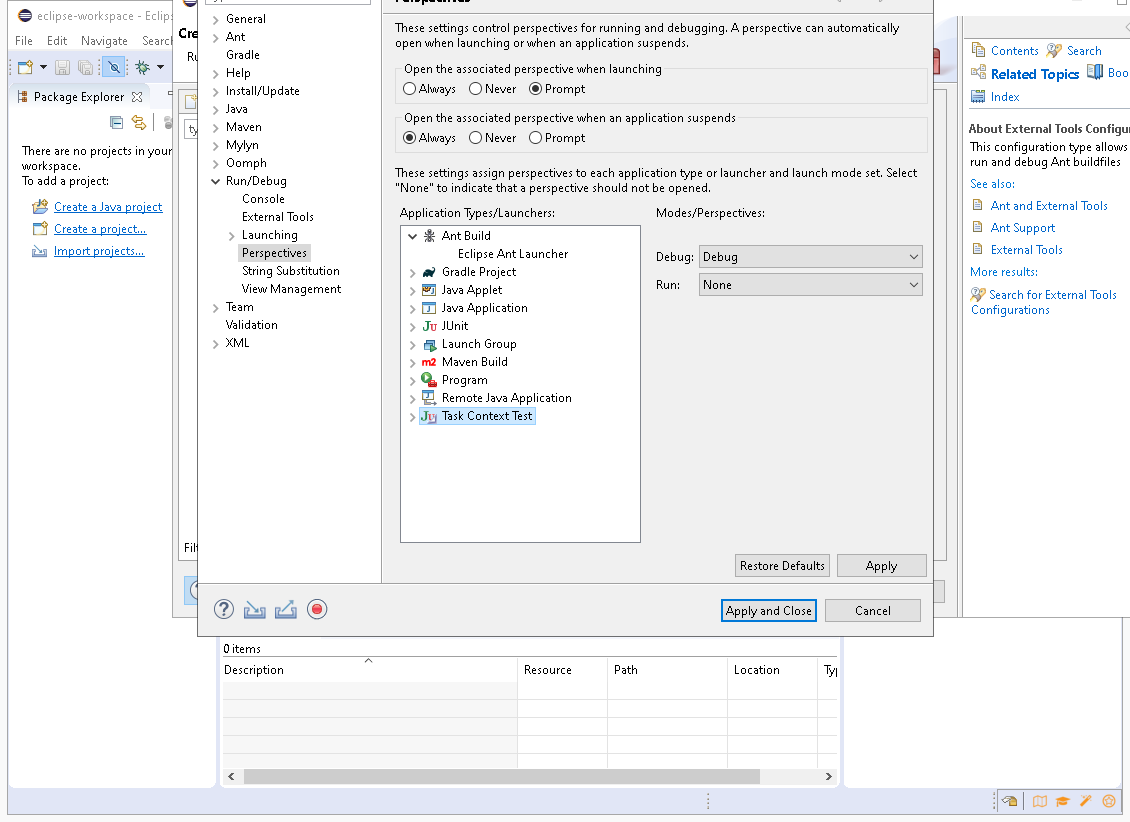 eclipse-workspace - Eclips
File Edit Navigate Search
Package Explorer
There are no projects in your
workspace.
To add a project:
Create a Java project
Create a project...
Import projects...
Cre
Ru
ty
Filt
General
Ant
Gradle
Help
Install/Update
Java
Maven
Mylyn
Oomph
Run/Debug
Console
External Tools
Launching
Perspectives
String Substitution
View Management
Team
Validation
XML
Perspectives
These settings control perspectives for running and debugging. A perspective can automatically
open when launching or when an application suspends.
Open the associated perspective when launching
Always Never Prompt
Open the associated perspective when an application suspends
Always Never Prompt
These settings assign perspectives to each application type or launcher and launch mode set. Select
"None" to indicate that a perspective should not be opened.
Application Types/Launchers:
Ant Build
Eclipse Ant Launcher
Gradle Project
Java Applet
Java Application
JUnit
Launch Group
Maven Build
Program
Remote Java Application
Task Context Test
Modes/Perspectives:
Debug: Debug
Run: None
Restore Defaults Apply
Apply and Close Cancel
Contents Search
Related Topics Boo
Index
About External Tools Configur
This configuration type allows
run and debug Ant buildfiles
See also:
Ant and External Tools
Ant Support
External Tools
More results:
Search for External Tools
Configurations
0 items
Description Resource Path Location Typ